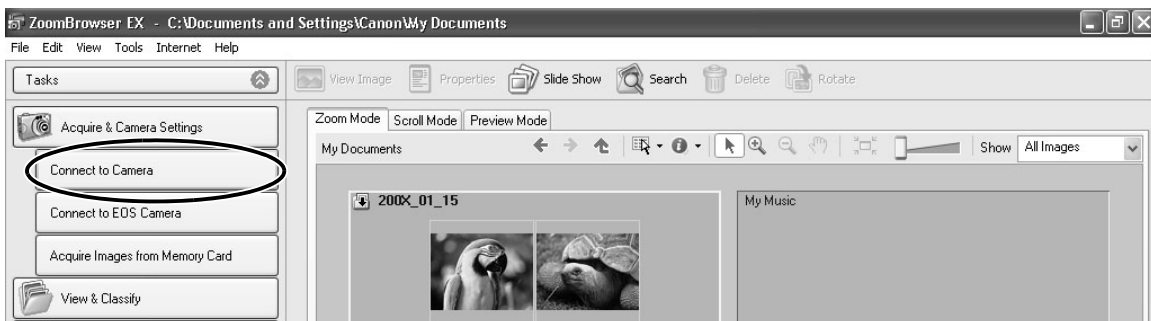 ZoomBrowser EX - C:\Documents and Settings\Canon\My Documents
File Edit View Tools Internet Help
Tasks
View Image Properties Slide Show Search Delete Rotate
Acquire & Camera Settings
Connect to Camera
Connect to EOS Camera
Acquire Images from Memory Card
View & Classify
Zoom Mode Scroll Mode Preview Mode
My Documents Show All Images
200X_01_15 My Music